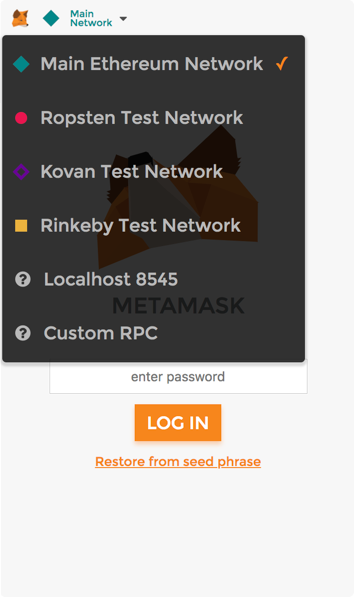 Main
Network
Main Ethereum Network
Ropsten Test Network
Kovan Test Network
Rinkeby Test Network
Localhost 8545
METAMASK
Custom RPC
enter password
LOG IN
Restore from seed phrase